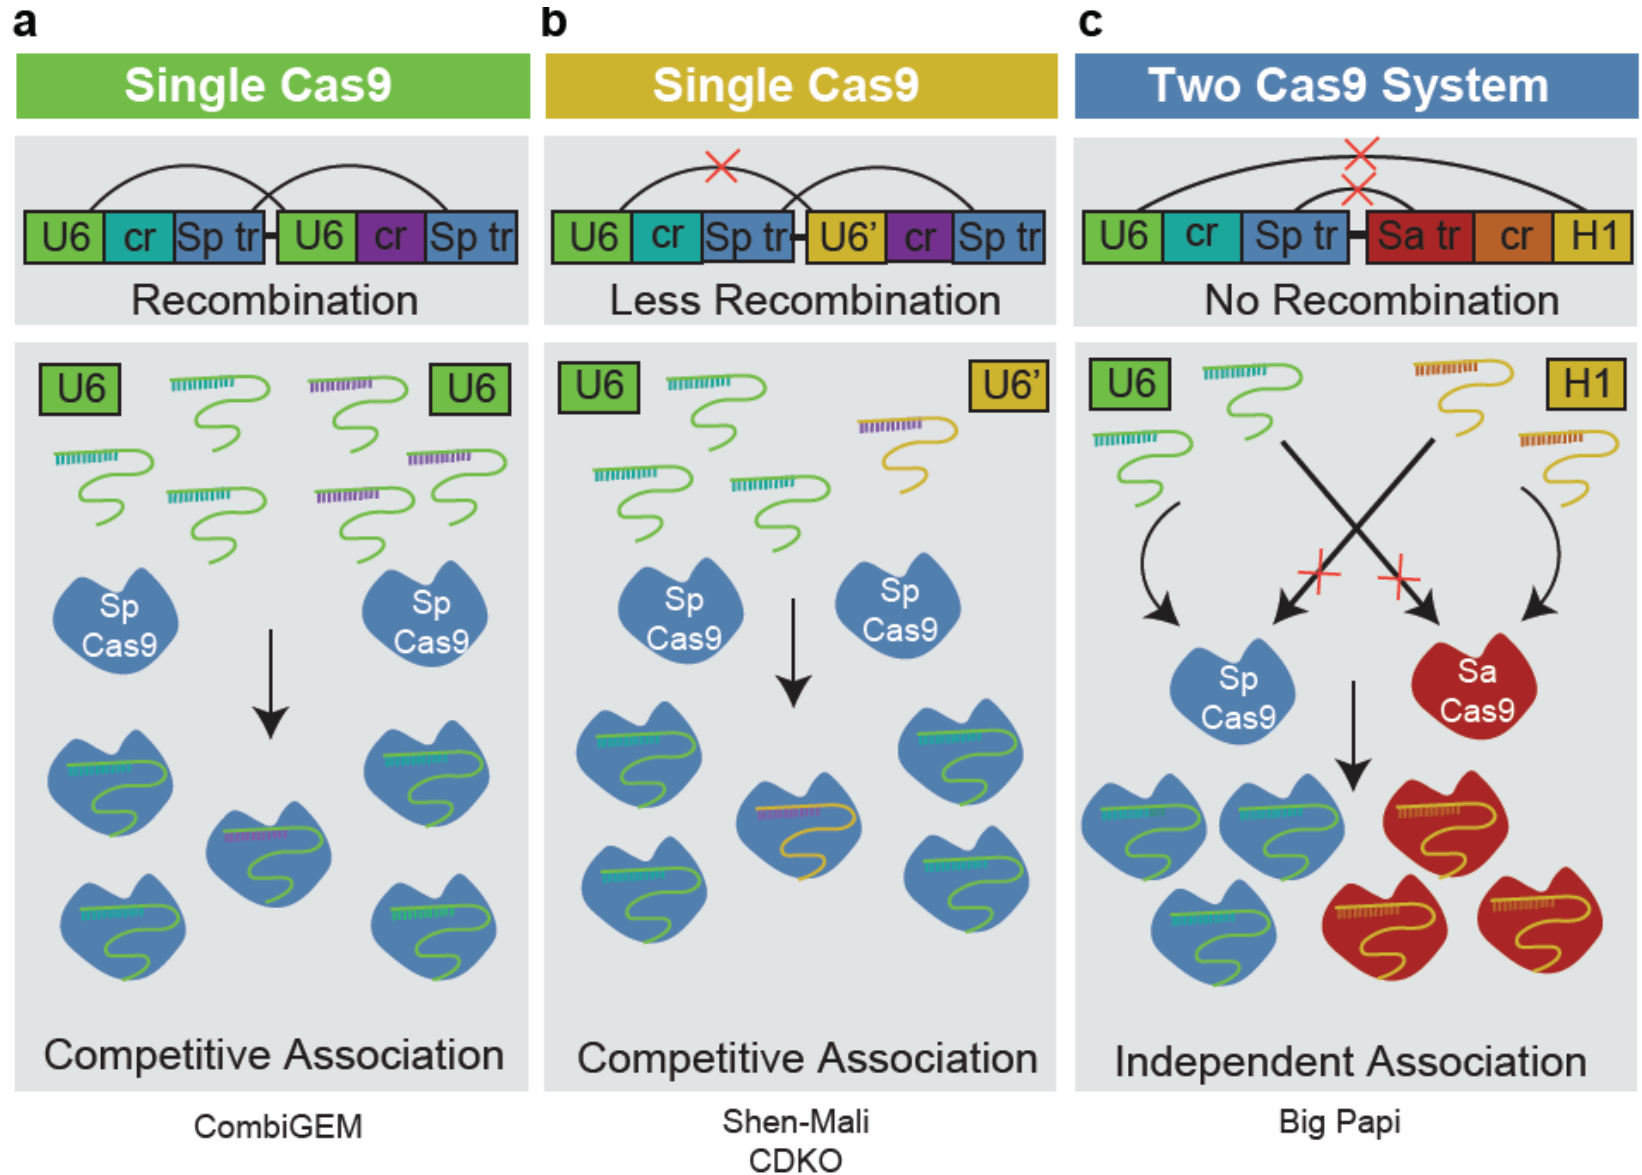 a
Single Cas9
U6 cr Sp tr U6 cr Sp tr
Recombination
U6 U6
Sp
Cas9
Sp
Cas9
Competitive Association
CombiGEM
b
Single Cas9
U6 cr Sp tr U6’ cr Sp tr
Less Recombination
U6 U6’
Sp
Cas9
Sp
Cas9
Competitive Association
Shen-Mali
CDKO
c
Two Cas9 System
U6 cr Sp tr Sa tr cr H1
No Recombination
U6 H1
Sp
Cas9
Sa
Cas9
Independent Association
Big Papi